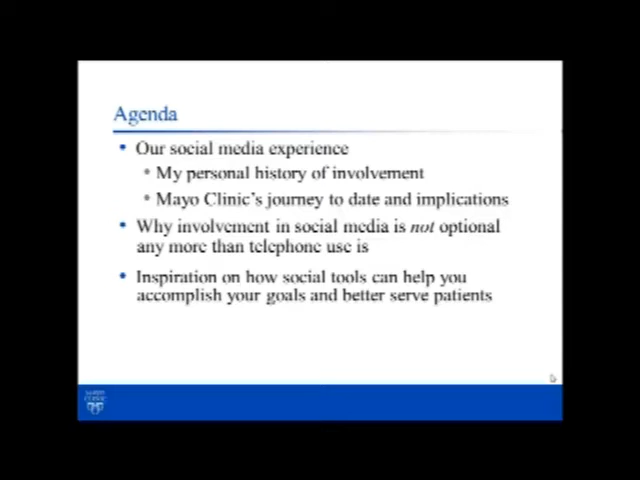 Agenda
• Our social media experience
• My personal history of involvement
• Mayo Clinic's journey to date and implications
• Why involvement in social media is not optional
any more than telephone use is
• Inspiration on how social tools can help you
accomplish your goals and better serve patients
MAYO
CLINIC